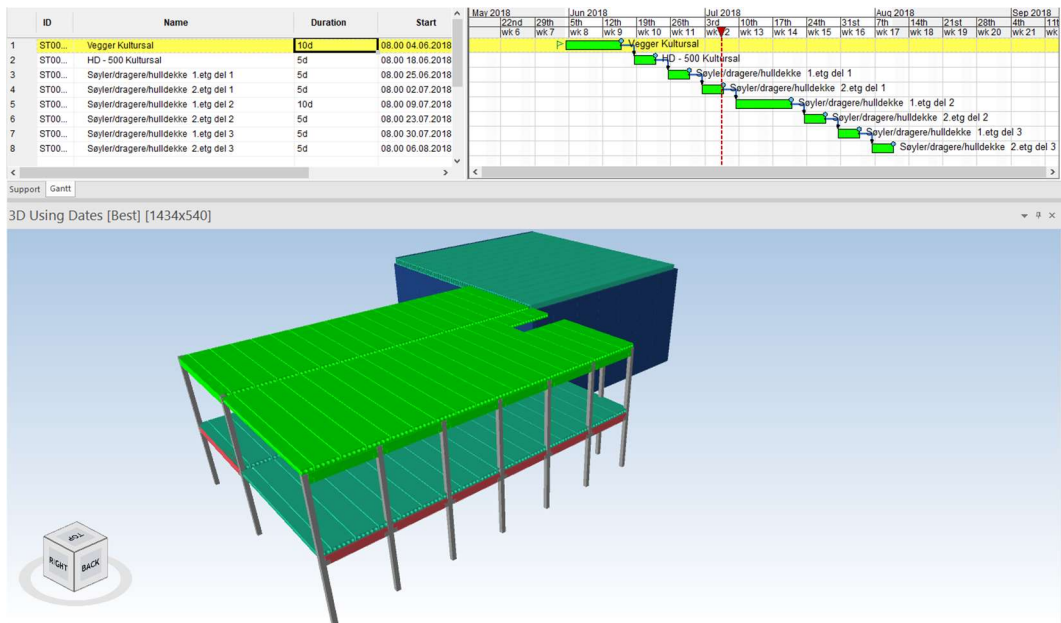 ID Name Duration Start
1 ST00... Vegger Kultursal 10d 08.00 04.06.2018
2 ST00... HD - 500 Kultursal 5d 08.00 18.06.2018
3 ST00... Søyler/dragere/hulldekke 1.etg del 1 5d 08.00 25.06.2018
4 ST00... Søyler/dragere/hulldekke 2.etg del 1 5d 08.00 02.07.2018
5 ST00... Søyler/dragere/hulldekke 1.etg del 2 10d 08.00 09.07.2018
6 ST00... Søyler/dragere/hulldekke 2.etg del 2 5d 08.00 23.07.2018
7 ST00... Søyler/dragere/hulldekke 1.etg del 3 5d 08.00 30.07.2018
8 ST00... Søyler/dragere/hulldekke 2.etg del 3 5d 08.00 06.08.2018
May 2018 Jun 2018 Jul 2018 Aug 2018 Sep 2018
22nd 29th 5th 12th 19th 26th 3rd 10th 17th 24th 31st 7th 14th 21st 28th 4th 11t
wk 6 wk 7 wk 8 wk 9 wk 10 wk 11 wk 13 wk 14 wk 15 wk 16 wk 17 wk 18 wk 19 wk 20 wk 21 wk
Vegger Kultursal
HD - 500 Kultursal
Søyler/dragere/hulldekke 1.etg del 1
Søyler/dragere/hulldekke 2.etg del 1
Søyler/dragere/hulldekke 1.etg del 2
Søyler/dragere/hulldekke 2.etg del 2
Søyler/dragere/hulldekke 1.etg del 3
Søyler/dragere/hulldekke 2.etg del 3
Support Gantt
3D Using Dates [Best] [1434x540]
TOP
RIGHT BACK